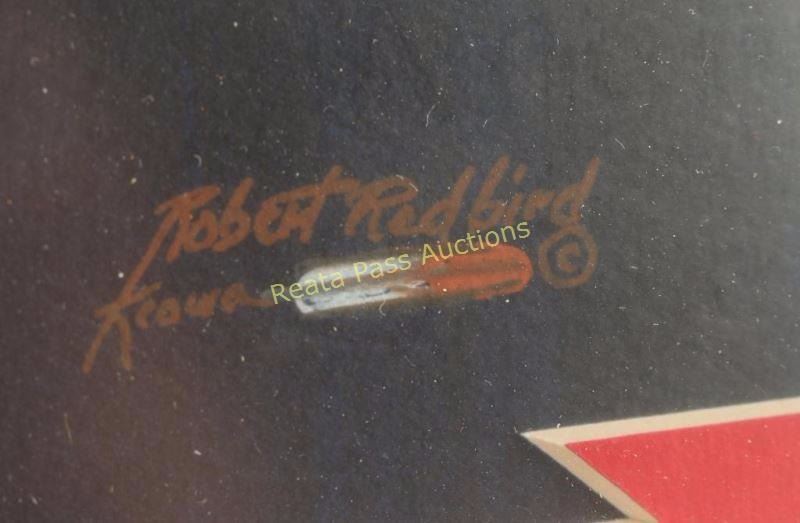 Robert Redbird
Kiowa
©
Reata Pass Auctions